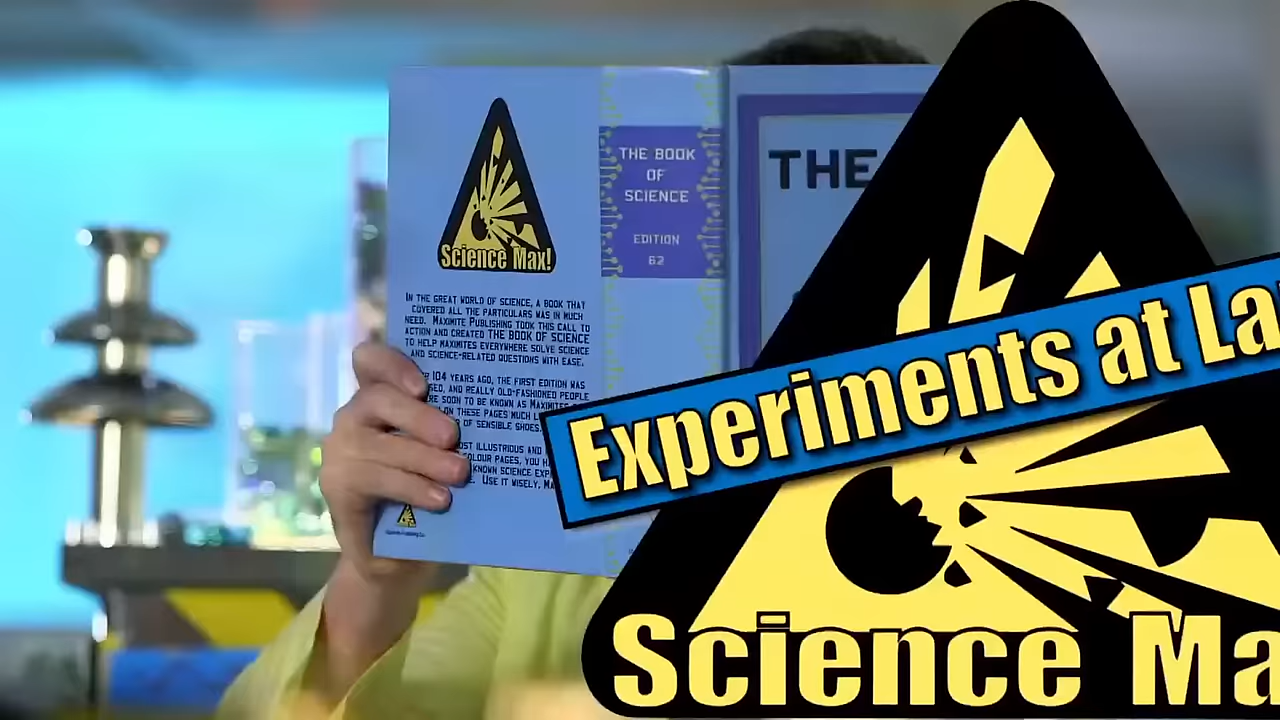 Science Max!
IN THE GREAT WORLD OF SCIENCE, A BOOK THAT
COVERED ALL THE PARTICULARS WAS IN MUCH
NEED. MAXIMITE PUBLISHING TOOK THIS CALL TO
ACTION AND CREATED THE BOOK OF SCIENCE
TO HELP MAXIMITES EVERYWHERE SOLVE SCIENCE
AND SCIENCE-RELATED QUESTIONS WITH EASE.
104 YEARS AGO, THE FIRST EDITION WAS
AND REALLY OLD-FASHIONED PEOPLE
SOON TO BE KNOWN AS MAXIMITES
ON THESE PAGES MUCH
OF SENSIBLE SHOES.
ILLUSTRIOUS AND
COLOUR PAGES, YOU
KNOWN SCIENCE
USE IT WISELY,
THE BOOK
OF
SCIENCE
EDITION
62
THE
Experiments at La
Science Ma